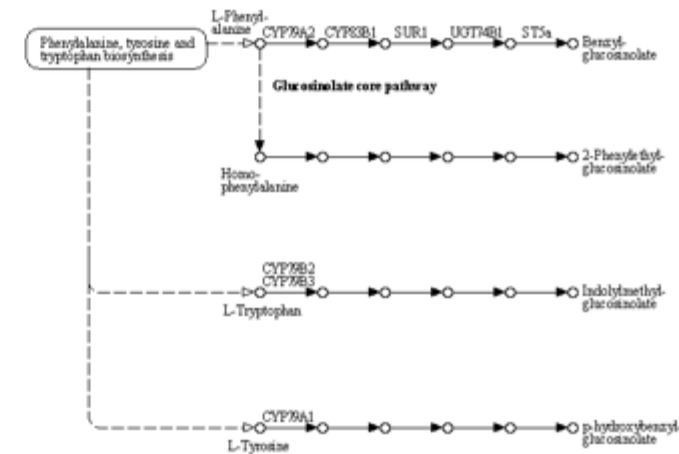 L-Phenyl-
alanine
CYP79A2 CYP83B1 SUR1 UGT74B1 ST5a
Phenylalanine, tyrosine and
tryptophan biosynthesis
Benzyl-
glucosinolate
Glucosinolate core pathway
Homo-
phenylalanine
2-Phenylethyl-
glucosinolate
CYP79B2
CYP79B3
L-Tryptophan
Indolylmethyl-
glucosinolate
CYP79A1
L-Tyrosine
p-hydroxybenzyl
glucosinolate